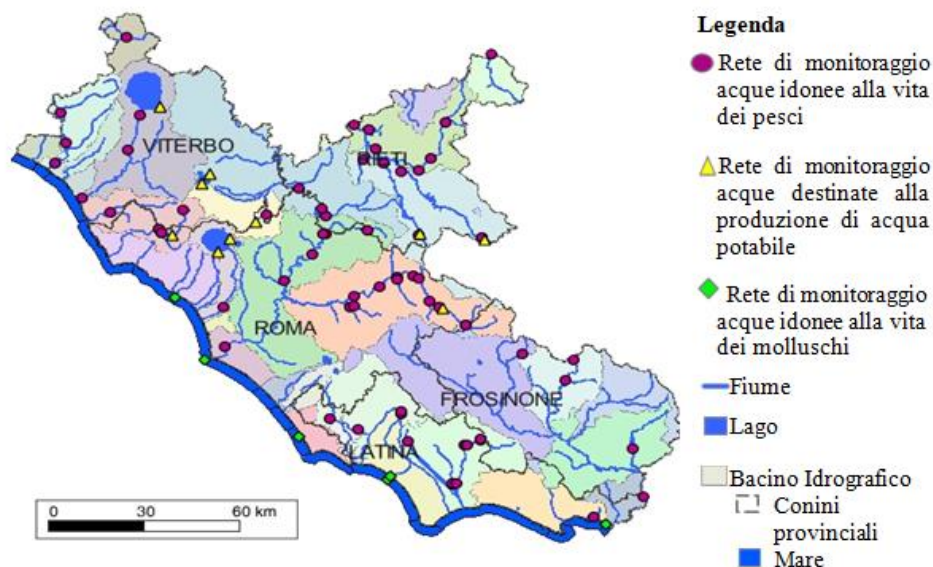 VITERBO
RIETI
ROMA
FROSINONE
LATINA
0 30 60 km
Legenda
Rete di monitoraggio
acque idonee alla vita
dei pesci
Rete di monitoraggio
acque destinate alla
produzione di acqua
potabile
Rete di monitoraggio
acque idonee alla vita
dei molluschi
Fiume
Lago
Bacino Idrografico
Conini
provinciali
Mare